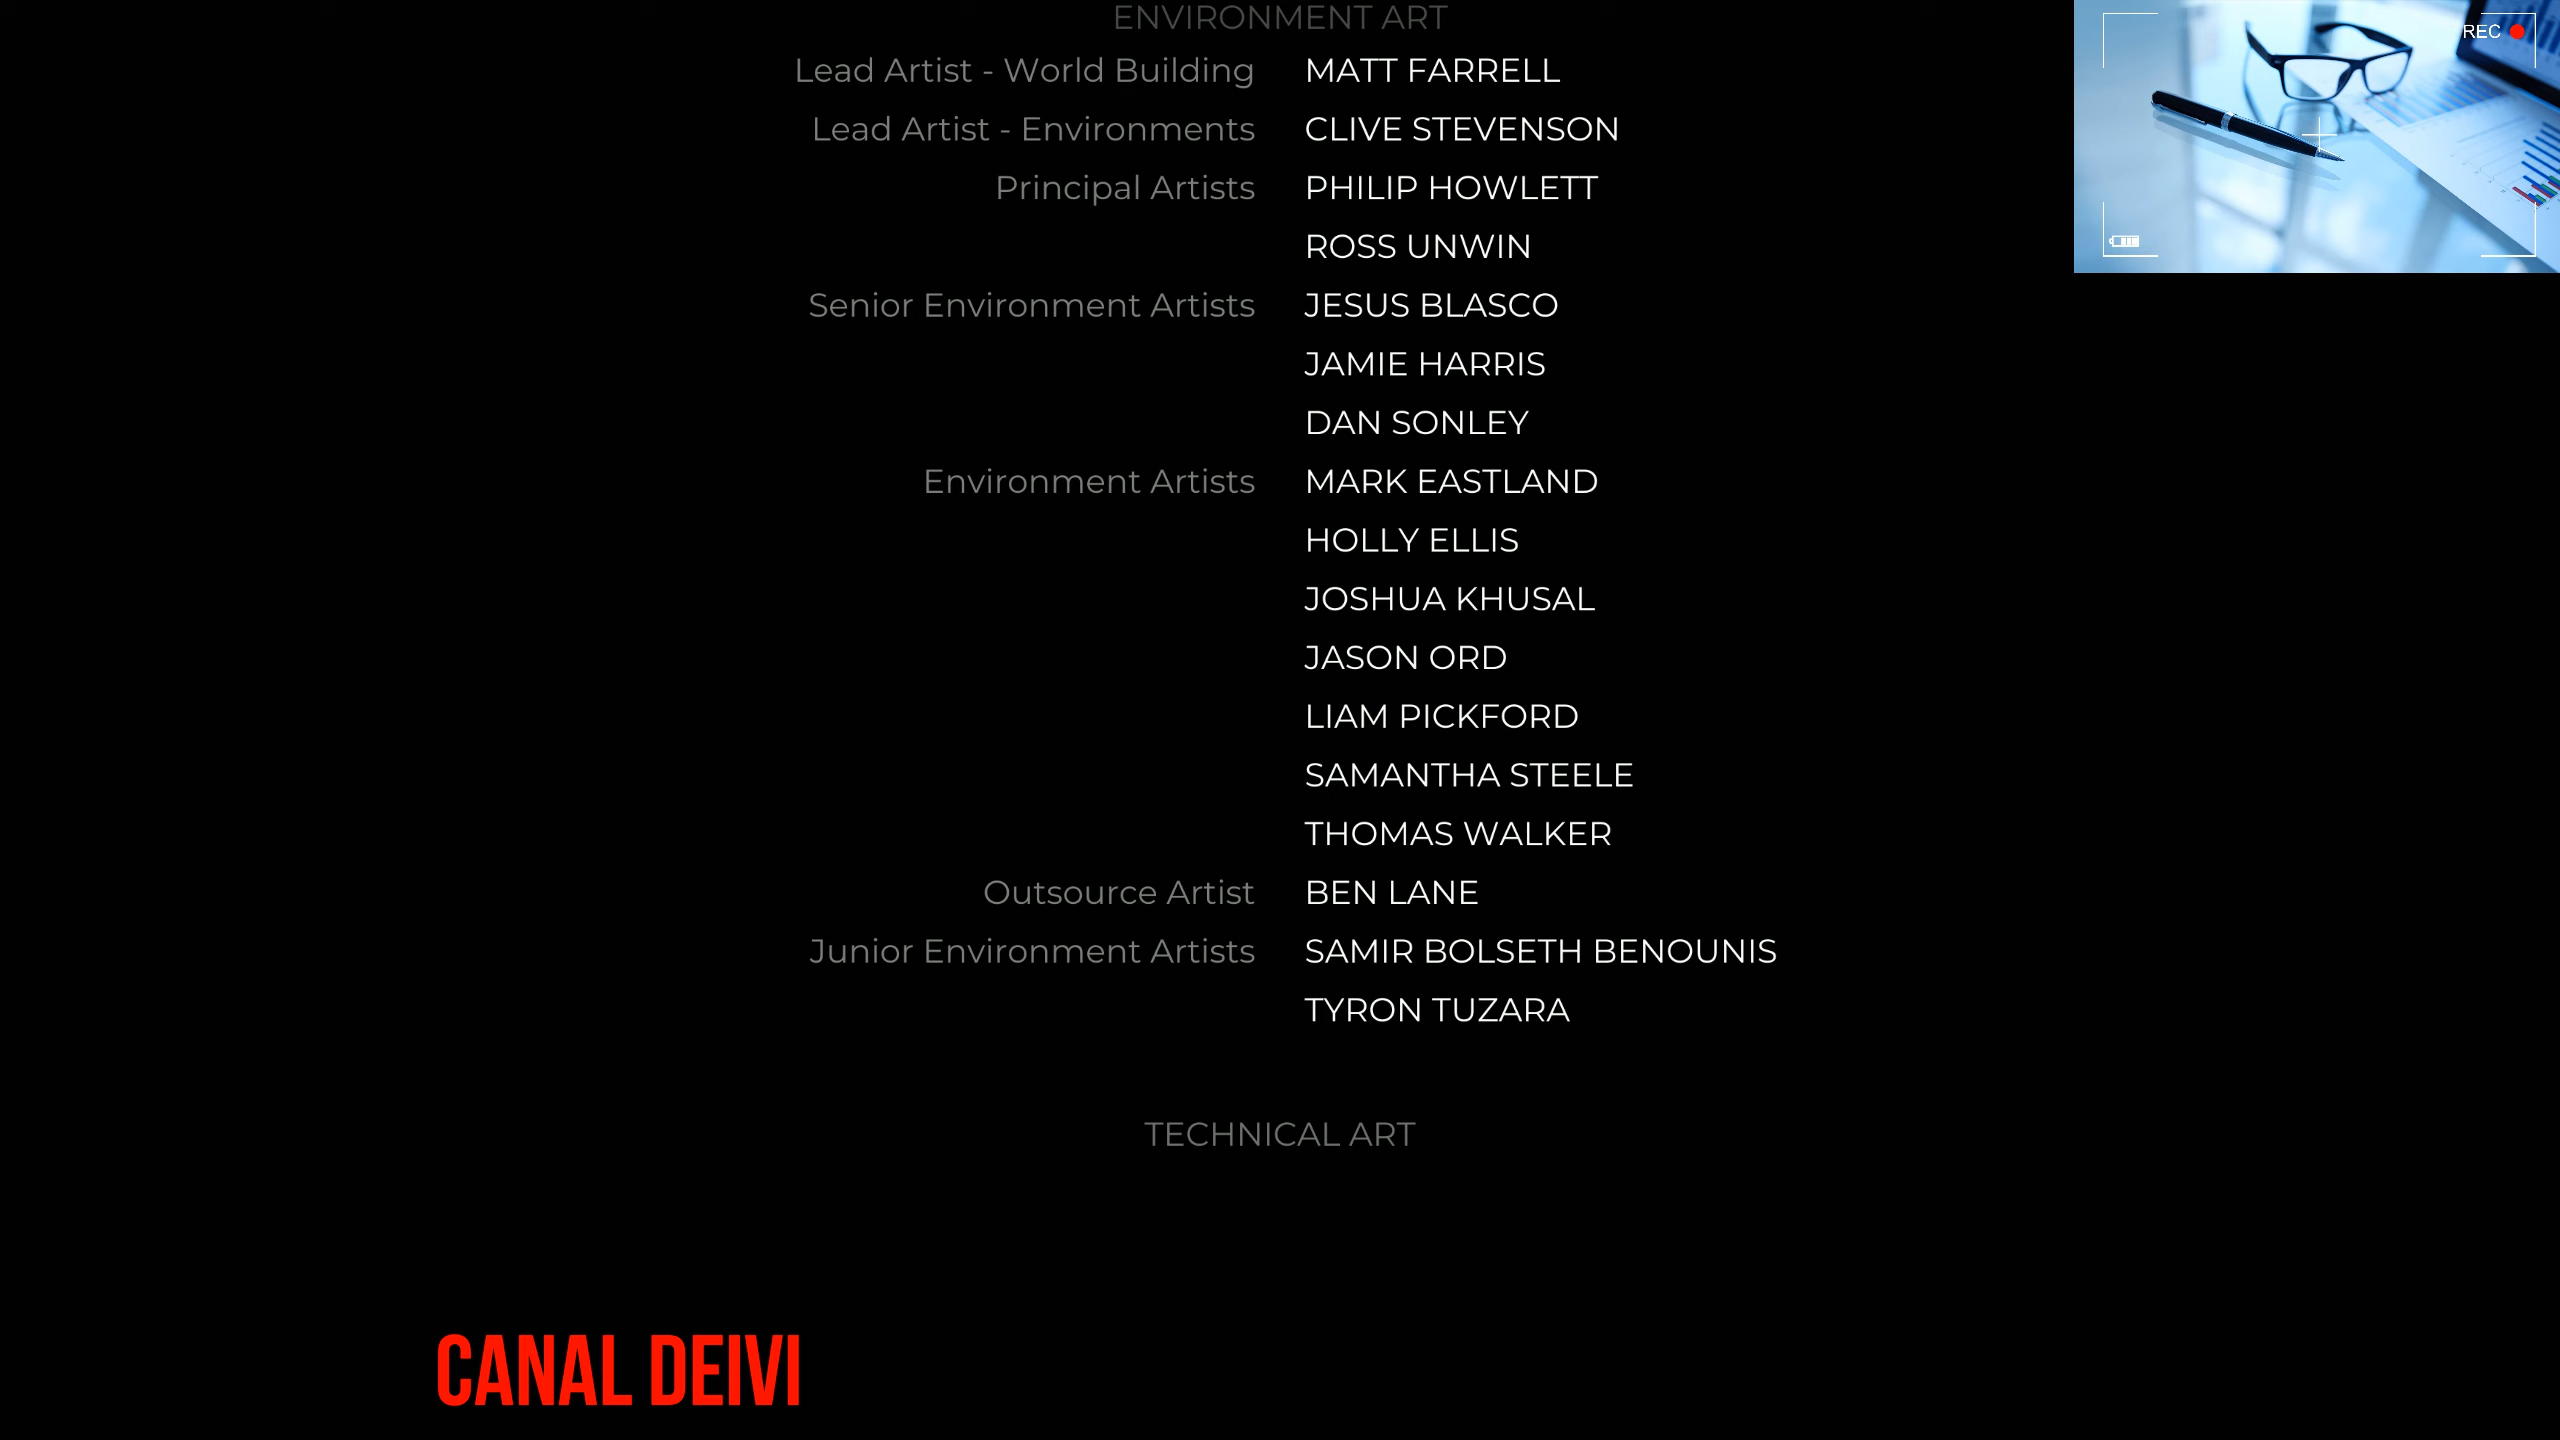 ENVIRONMENT ART
REC
Lead Artist - World Building MATT FARRELL
Lead Artist - Environments CLIVE STEVENSON
Principal Artists PHILIP HOWLETT
ROSS UNWIN
Senior Environment Artists JESUS BLASCO
JAMIE HARRIS
DAN SONLEY
Environment Artists MARK EASTLAND
HOLLY ELLIS
JOSHUA KHUSAL
JASON ORD
LIAM PICKFORD
SAMANTHA STEELE
THOMAS WALKER
Outsource Artist BEN LANE
Junior Environment Artists SAMIR BOLSETH BENOUNIS
TYRON TUZARA
TECHNICAL ART
CANAL DEIVI